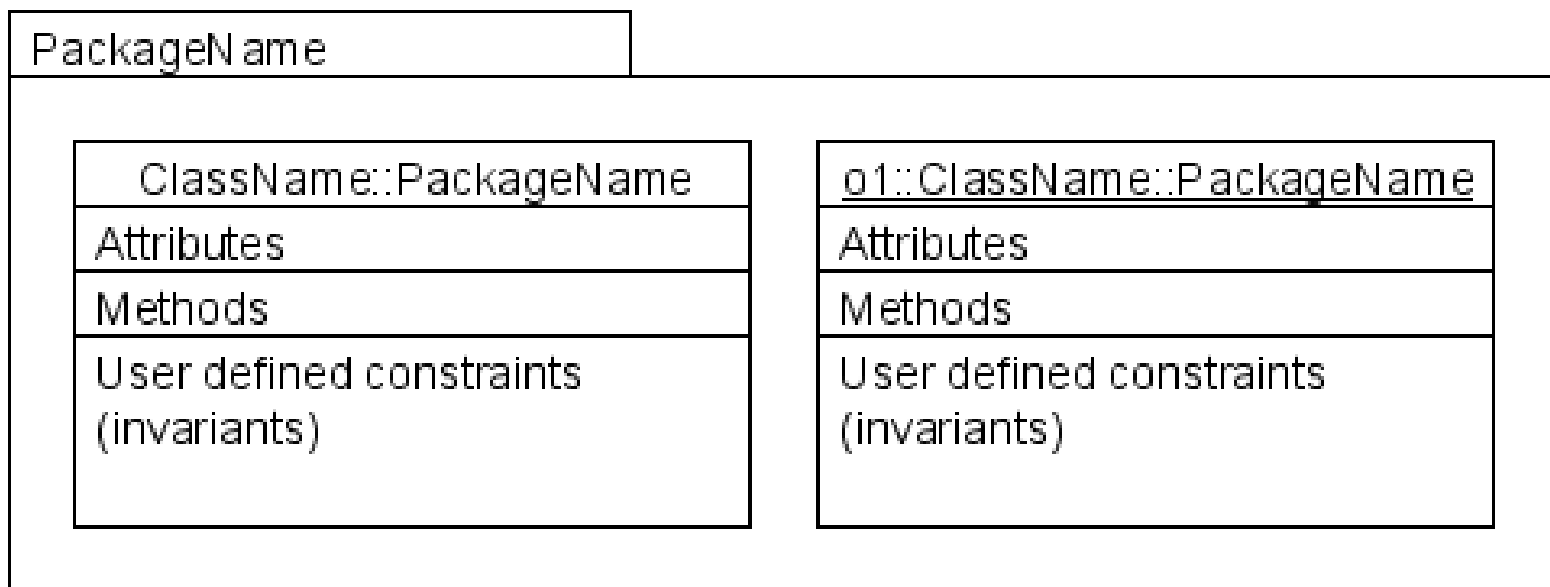 PackageName
ClassName::PackageName
Attributes
Methods
User defined constraints
(invariants)
o1::ClassName::PackageName
Attributes
Methods
User defined constraints
(invariants)